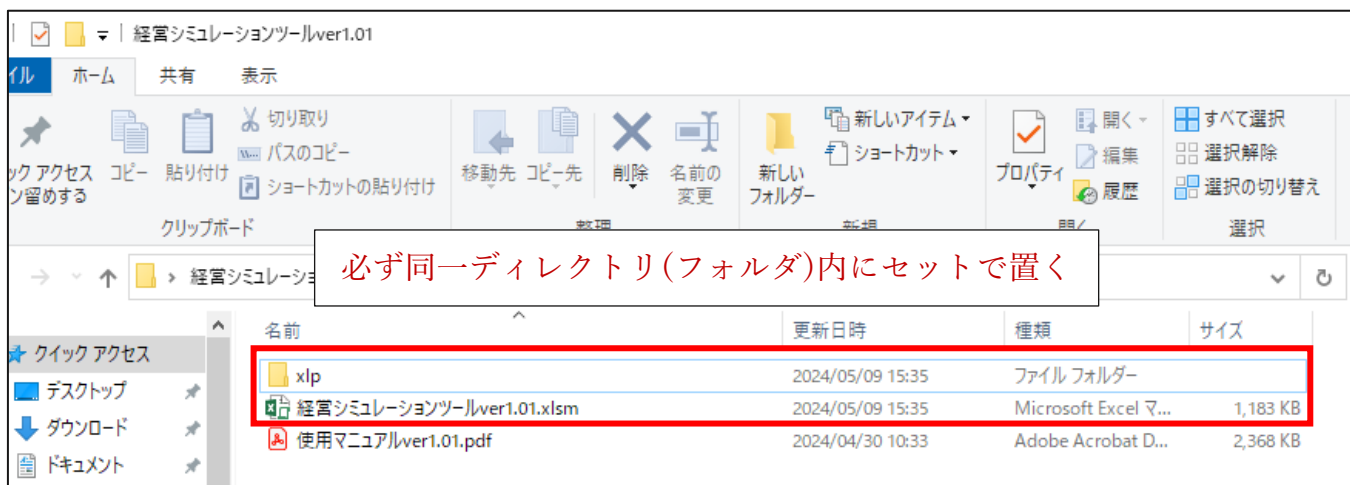 経営シミュレーションツールver1.01
イル ホーム 共有 表示
ック アクセス
ン留めする
コピー
貼り付け
切り取り
パスのコピー
ショートカットの貼り付け
クリップボード
移動先
コピー先
削除
名前の
変更
整理
新しい
フォルダー
新しいアイテム
ショートカット
新規
プロパティ
開く
編集
履歴
開く
すべて選択
選択解除
選択の切り替え
選択
必ず同一ディレクトリ(フォルダ)内にセットで置く
経営シミュレーショ
名前 更新日時 種類 サイズ
クイック アクセス
デスクトップ
ダウンロード
ドキュメント
xlp 2024/05/09 15:35 ファイル フォルダー
経営シミュレーションツールver1.01.xlsm 2024/05/09 15:35 Microsoft Excel マ... 1,183 KB
使用マニュアルver1.01.pdf 2024/04/30 10:33 Adobe Acrobat D... 2,368 KB